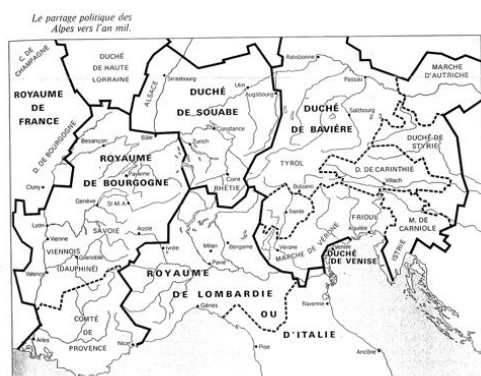 Le partage politique des
Alpes vers l'an mil.
C. DE
CHAMPAGNE
DUCHÉ
DE HAUTE
LORRAINE
ROYAUME
DE
FRANCE
D. DE BOURGOGNE
ALSACE
Strasbourg
DUCHÉ
DE SOUABE
Ulm
Augsbourg
Constance
Zurich
Ratisbonne
Passau
MARCHE
D'AUTRICHE
DUCHÉ
DE BAVIÈRE
Salzbourg
DUCHÉ DE
STYRIE
TYROL
D. DE CARINTHIE
Villach
Besançon
Bâle
ROYAUME
Payerne
DE BOURGOGNE
Cluny
Genève
St M. A.
Coire
RHÉTIE
Bolzano
Trente
FRIOUL
Aquilée
M. DE
CARNIOLE
Lyon
Vienne
SAVOIE
Aoste
VIENNOIS
(DAUPHINÉ)
Grenoble
Valence
Ivrée
Milan
Bergame
Pavie
Vérone
MARCHE DE VÉRONE
Venise
DUCHÉ
DE VENISE
ISTRIE
ROYAUME
DE LOMBARDIE
OU
D'ITALIE
COMTÉ
DE
PROVENCE
Arles
Nice
Gênes
Ravenne
Pise
Ancône